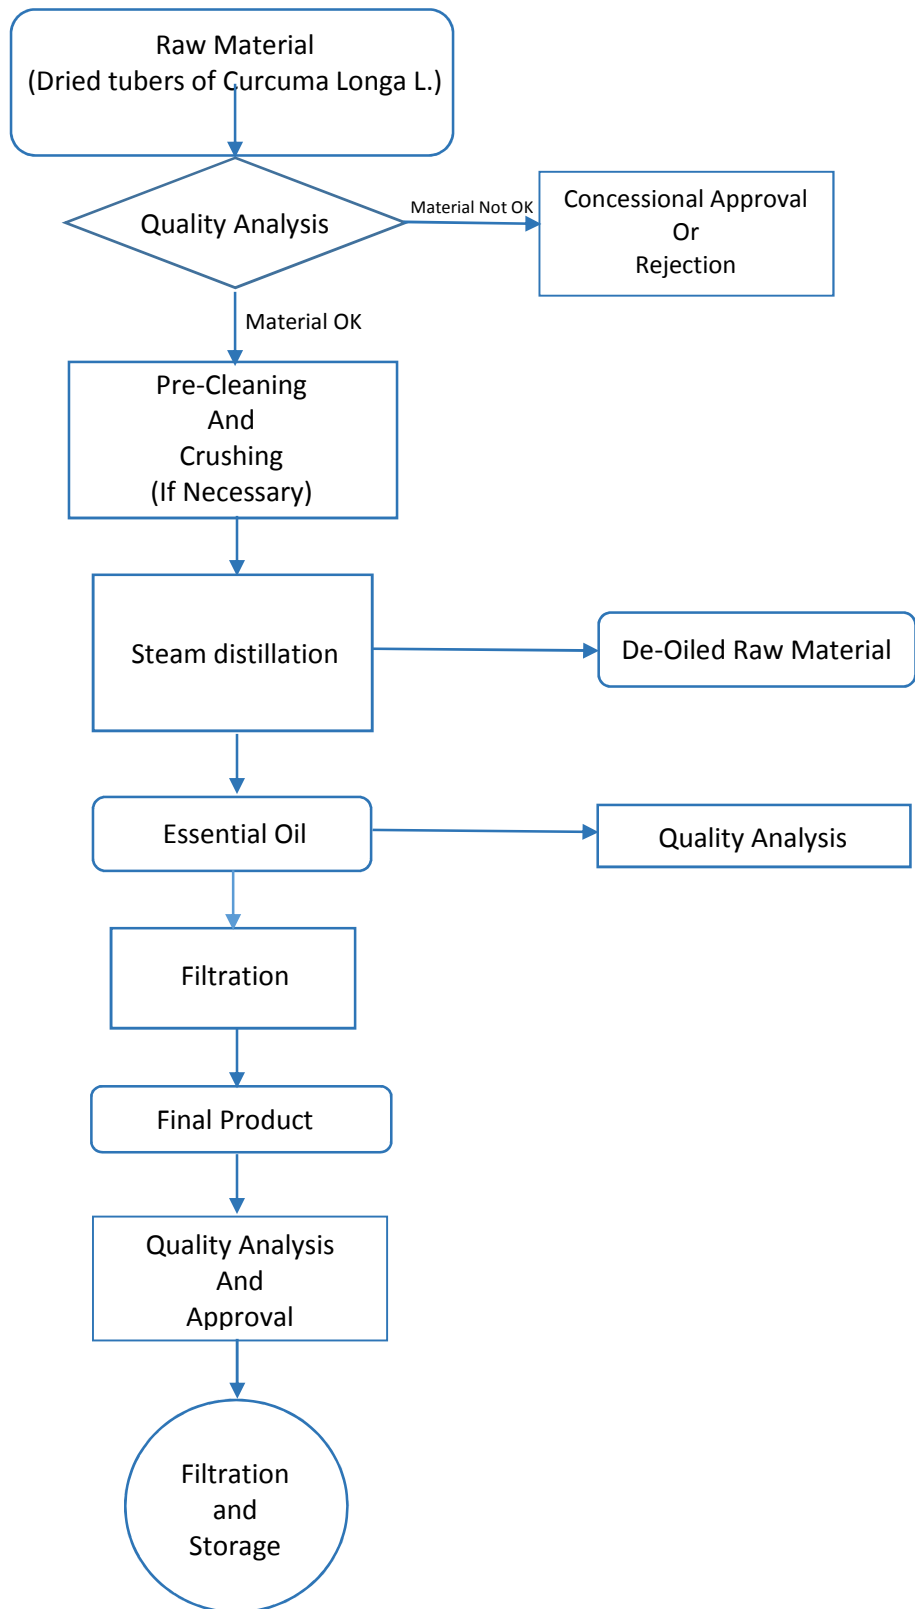 Raw Material
(Dried tubers of Curcuma Longa L.)
Quality Analysis
Material Not OK
Concessional Approval
Or
Rejection
Material OK
Pre-Cleaning
And
Crushing
(If Necessary)
Steam distillation
De-Oiled Raw Material
Essential Oil
Quality Analysis
Filtration
Final Product
Quality Analysis
And
Approval
Filtration
and
Storage